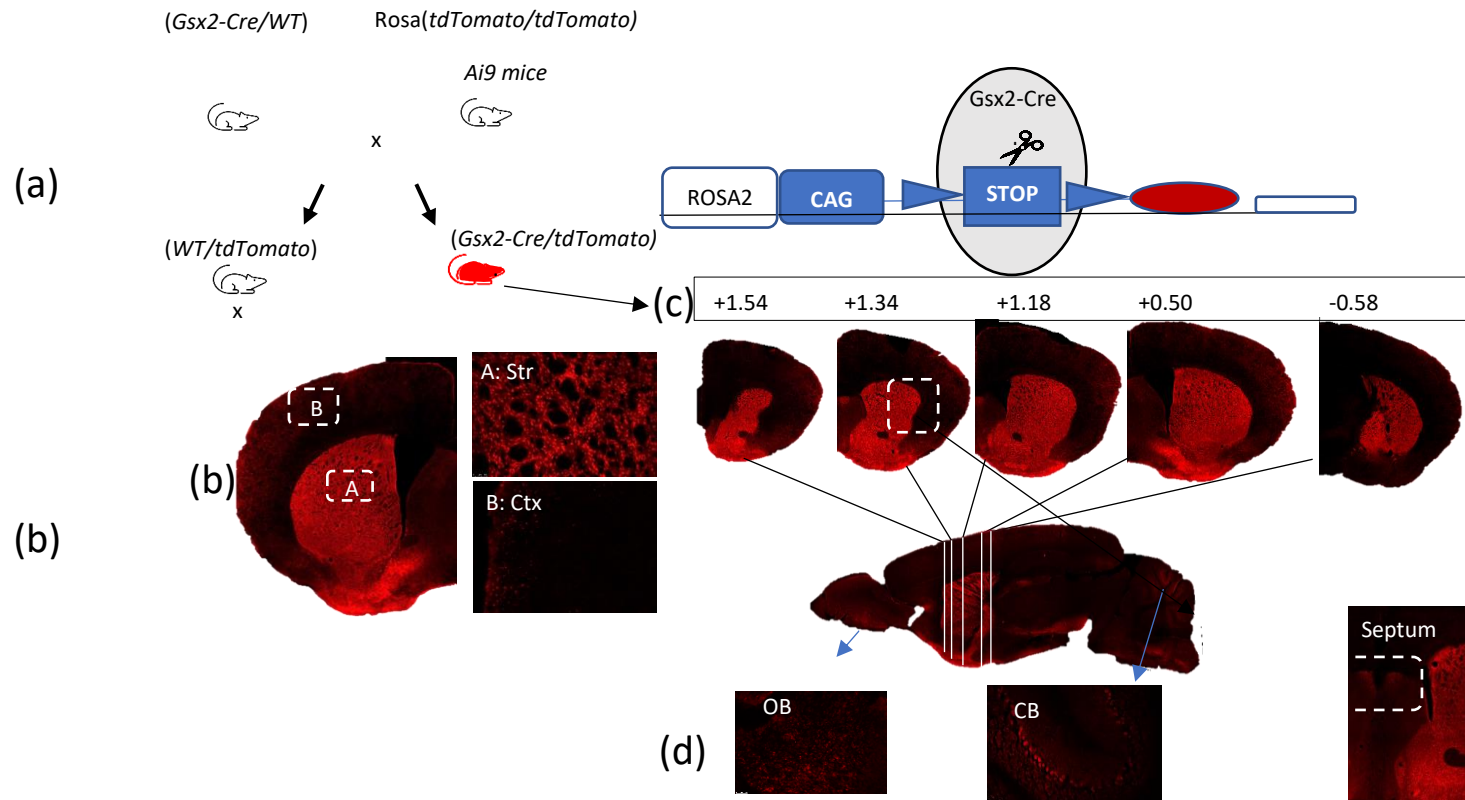 (Gsx2-Cre/WT)
Rosa(tdTomato/tdTomato)
Ai9 mice
x
(a)
(WT/tdTomato)
x
(Gsx2-Cre/tdTomato)
Gsx2-Cre
ROSA2
CAG
STOP
(c)
+1.54
+1.34
+1.18
+0.50
-0.58
(b)
(b)
B
A
A: Str
B: Ctx
Septum
(d)
OB
CB